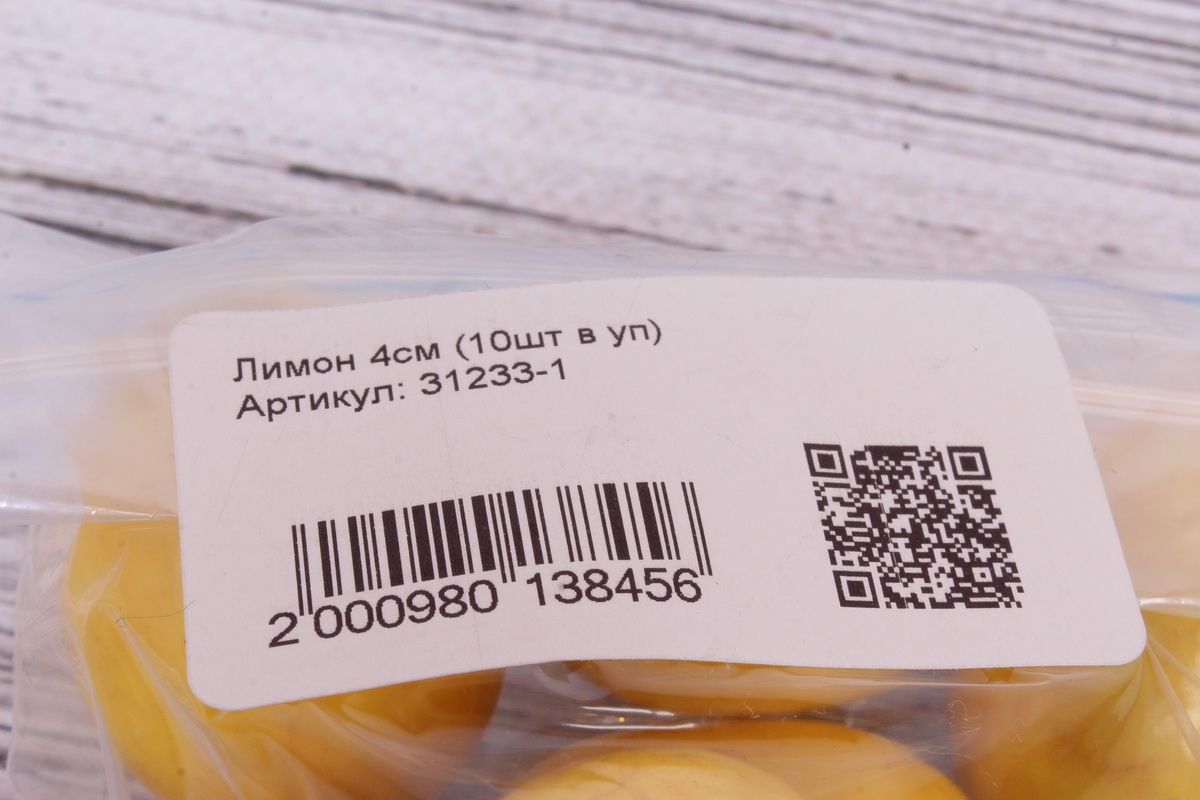 Лимон 4см (10шт в уп)
Артикул: 31233-1
2 000980 138456